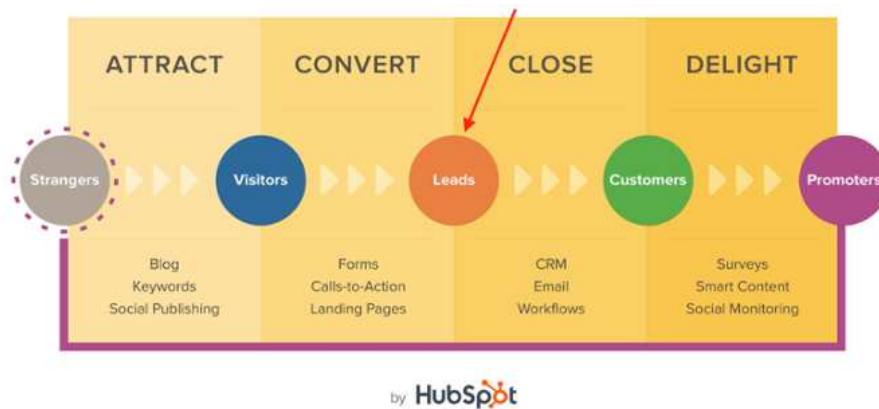 ATTRACT
CONVERT
CLOSE
DELIGHT
Strangers
Visitors
Leads
Customers
Promoters
Blog
Keywords
Social Publishing
Forms
Calls-to-Action
Landing Pages
CRM
Email
Workflows
Surveys
Smart Content
Social Monitoring
by HubSpot